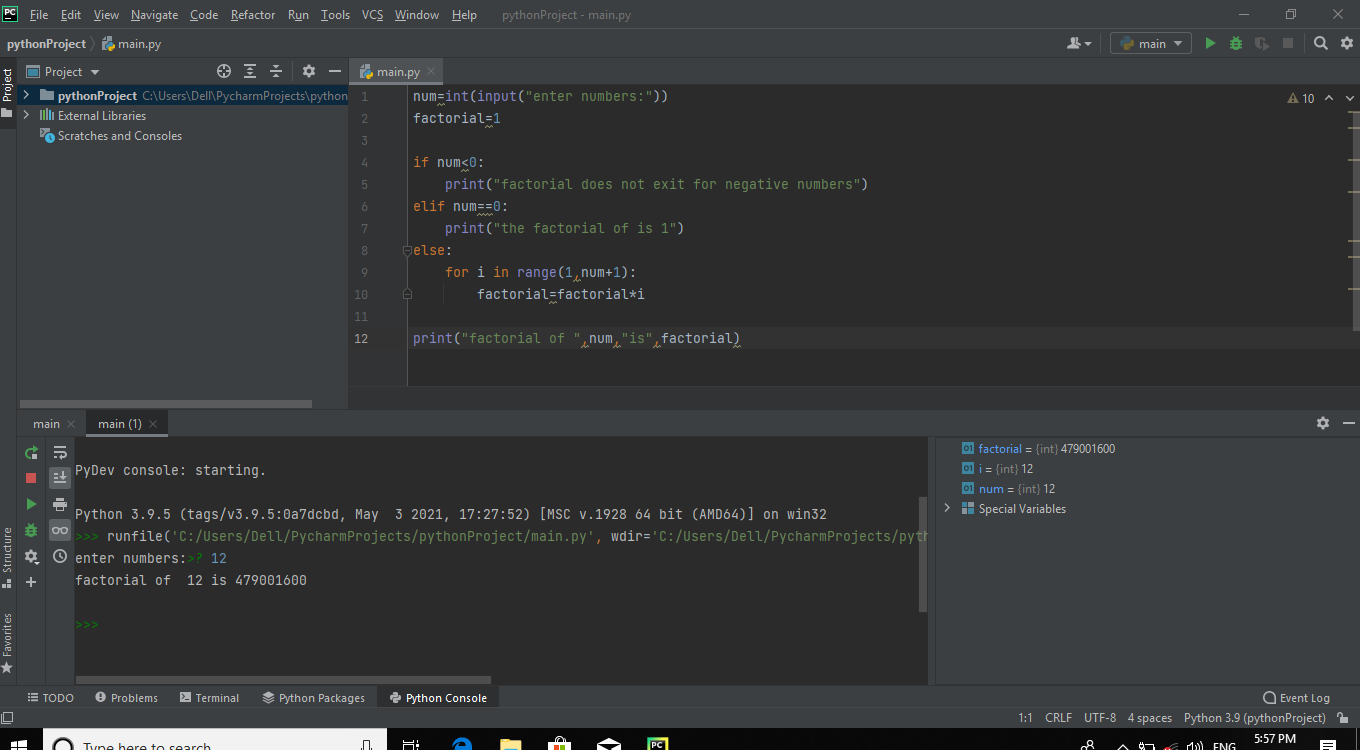 PC File Edit View Navigate Code Refactor Run Tools VCS Window Help pythonProject - main.py
pythonProject main.py main
Project
Project main.py
pythonProject C:\Users\Dell\PycharmProjects\python
External Libraries
Scratches and Consoles
1 num=int(input("enter numbers:"))
10
2 factorial=1
3
4 if num<0:
5 print("factorial does not exit for negative numbers")
6 elif num==0:
7 print("the factorial of is 1")
8 else:
9 for i in range(1,num+1):
10 factorial=factorial*i
11
12 print("factorial of ",num,"is",factorial)
main main (1)
PyDev console: starting.
Python 3.9.5 (tags/v3.9.5:0a7dcbd, May  3 2021, 17:27:52) [MSC v.1928 64 bit (AMD64)] on win32
>>> runfile('C:/Users/Dell/PycharmProjects/pythonProject/main.py', wdir='C:/Users/Dell/PycharmProjects/pyth
enter numbers:>? 12
factorial of  12 is 479001600
>>>
01 factorial = {int} 479001600
01 i = {int} 12
01 num = {int} 12
Special Variables
Structure
Favorites
TODO Problems Terminal Python Packages Python Console Event Log
1:1 CRLF UTF-8 4 spaces Python 3.9 (pythonProject)
Type here to search
PC
ENG
5:57 PM